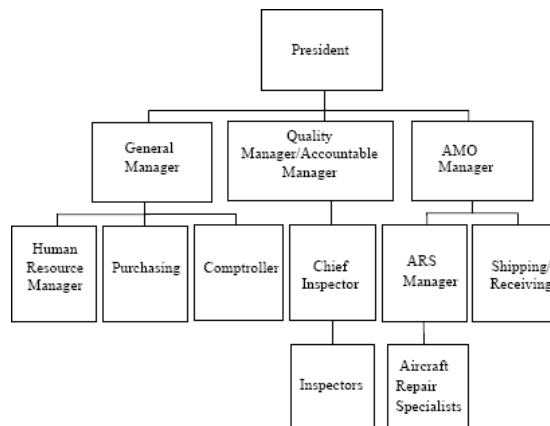 President
General
Manager
Quality
Manager/Accountable
Manager
AMO
Manager
Human
Resource
Manager
Purchasing
Comptroller
Chief
Inspector
ARS
Manager
Shipping/
Receiving
Inspectors
Aircraft
Repair
Specialists